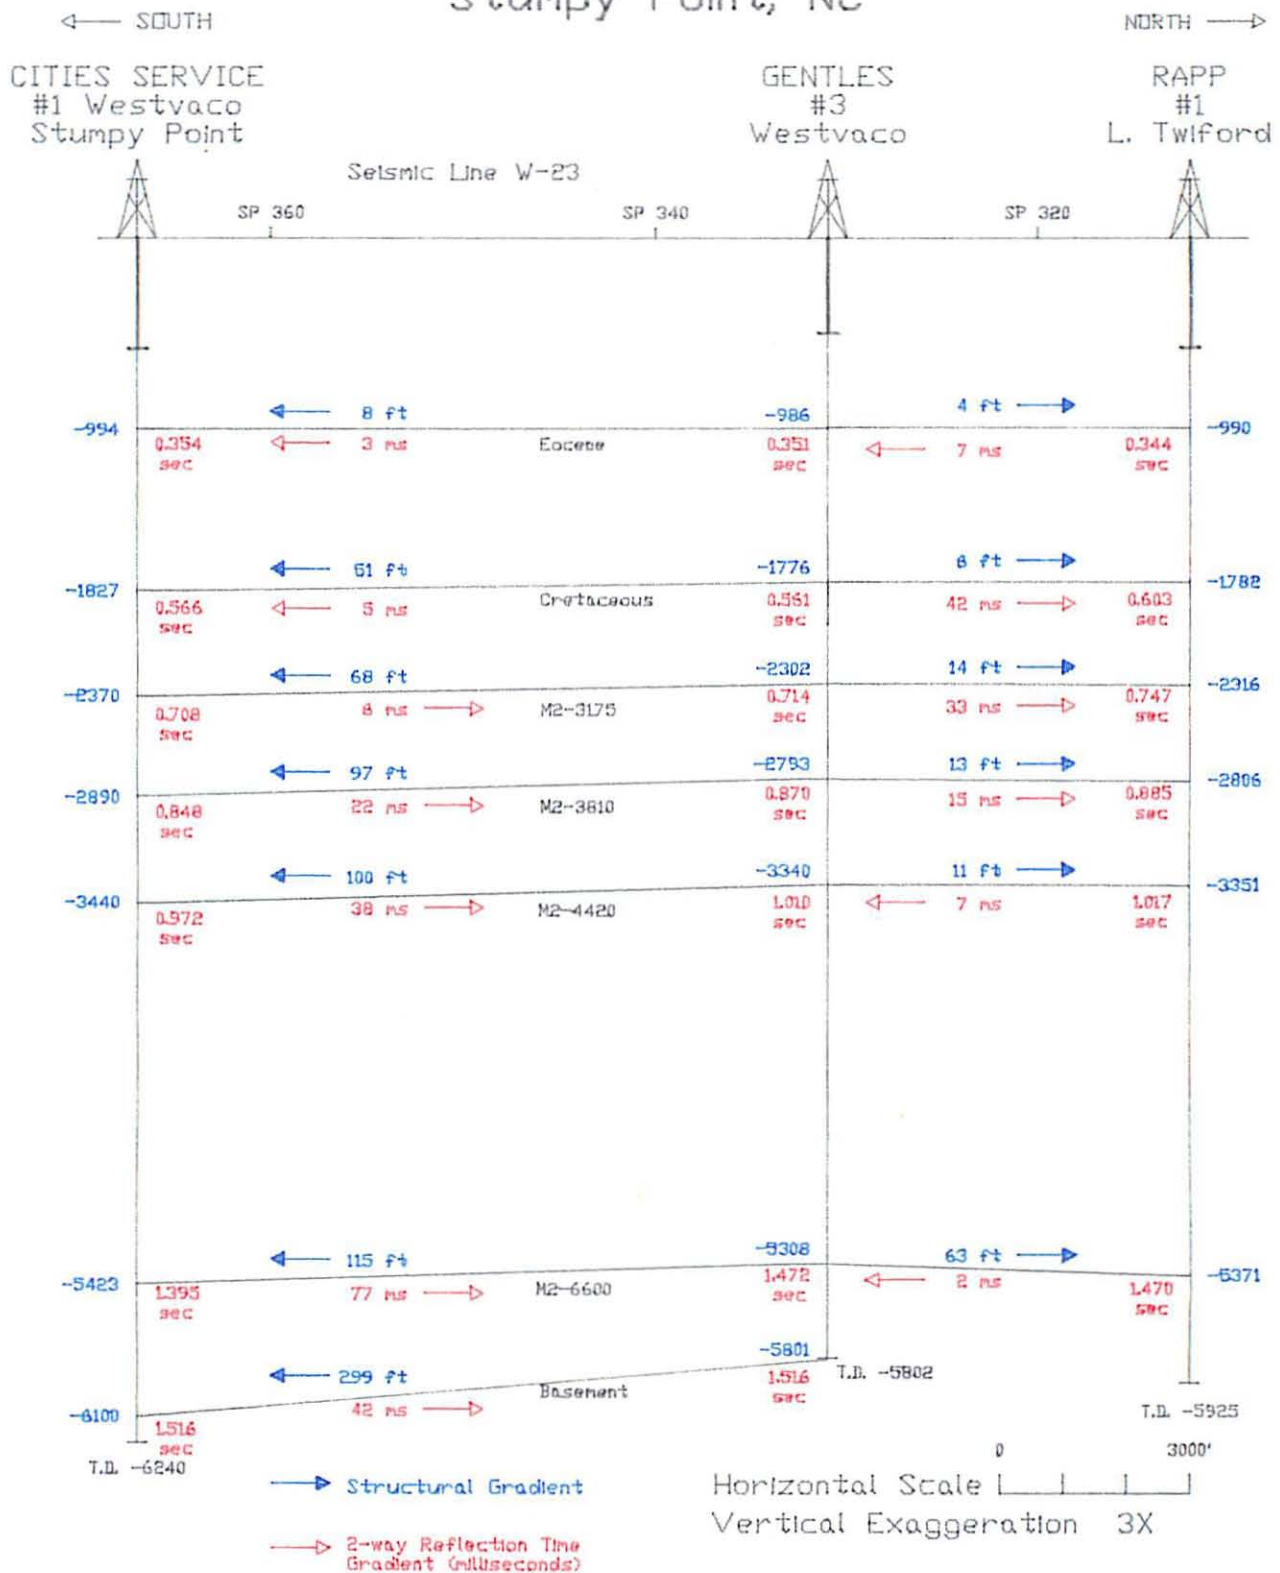 Stumpy Point, NC
SOUTH
NORTH
CITIES SERVICE
#1 Westvaco
Stumpy Point
GENTLES
#3
Westvaco
RAPP
#1
L. Twiford
Seismic Line W-23
SP 360
SP 340
SP 320
8 ft
4 ft
-994
-986
-990
0.354
sec
3 ms
Eocene
0.351
sec
7 ms
0.344
sec
51 ft
6 ft
-1827
-1776
-1782
0.566
sec
5 ms
Cretaceous
0.561
sec
42 ms
0.603
sec
68 ft
14 ft
-2370
-2302
-2316
0.708
sec
6 ms
M2-3175
0.714
sec
33 ms
0.747
sec
97 ft
13 ft
-2890
-2793
-2806
0.848
sec
22 ms
M2-3810
0.870
sec
15 ms
0.885
sec
100 ft
11 ft
-3440
-3340
-3351
0.972
sec
38 ms
M2-4420
1.010
sec
7 ms
1.017
sec
115 ft
63 ft
-5423
-5308
-5371
1.395
sec
77 ms
M2-6600
1.472
sec
2 ms
1.470
sec
299 ft
-5801
T.D. -5802
-6100
1.516
sec
42 ms
Basement
1.516
sec
T.D. -6240
T.D. -5925
Structural Gradient
2-way Reflection Time
Gradient (milliseconds)
0
3000'
Horizontal Scale
Vertical Exaggeration 3X